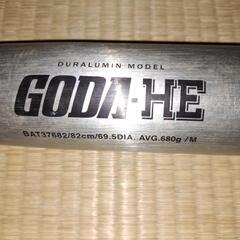 DURALUMIN MODEL
GODA-HE
BAT37682/82cm/69.5DIA. AVG.680g /M